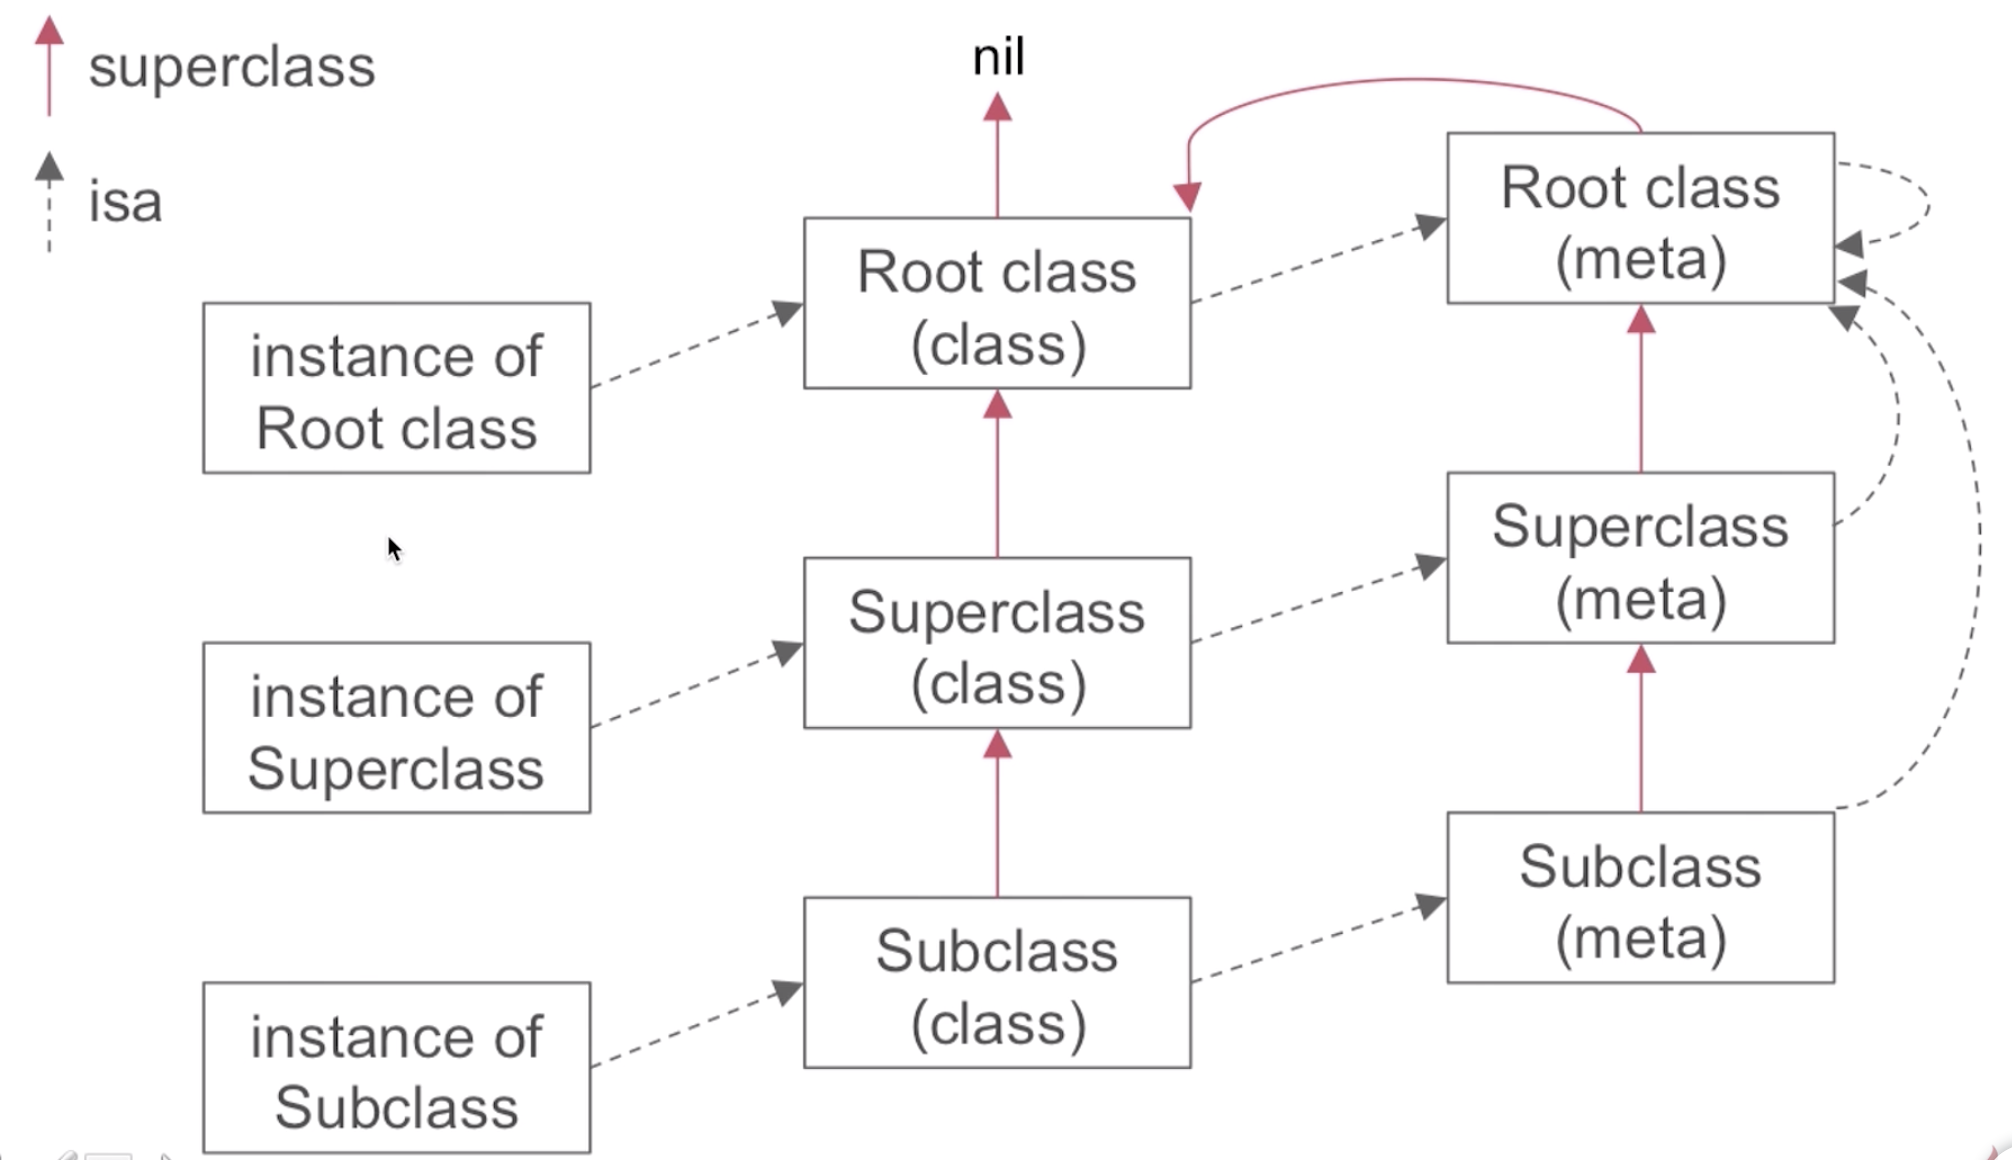 superclass
isa
nil
Root class
(meta)
Root class
(class)
instance of
Root class
Superclass
(meta)
Superclass
(class)
instance of
Superclass
Subclass
(meta)
Subclass
(class)
instance of
Subclass